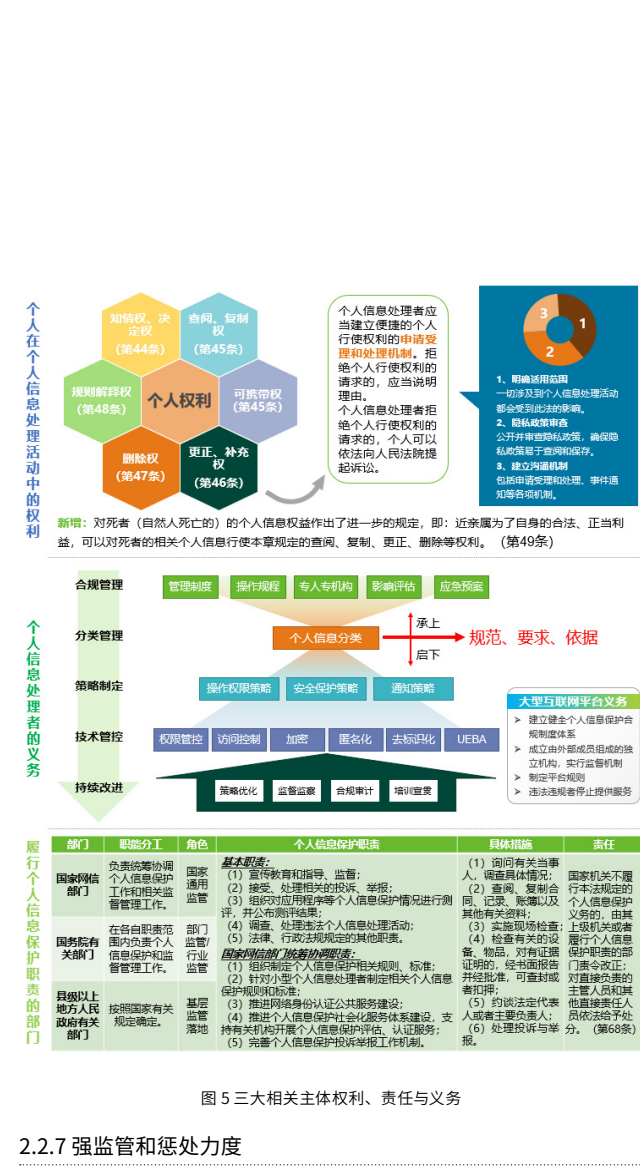 个人在个人信息处理活动中的权利
知情权、决
定权
(第44条)
查阅、复制
权
(第45条)
规则解释权
(第48条)
个人权利
可携带权
(第45条)
删除权
(第47条)
更正、补充
权
(第46条)
个人信息处理者应
当建立便捷的个人
行使权利的申请受
理和处理机制。拒
绝个人行使权利的
请求的，应当说明
理由。
个人信息处理者拒
绝个人行使权利的
请求的，个人可以
依法向人民法院提
起诉讼。
3
1
2
1、明确适用范围
一切涉及到个人信息处理活动
都会受到此法的影响。
2、隐私政策审查
公开并审查隐私政策，确保隐
私政策易于查阅和保存。
3、建立沟通机制
包括申请受理和处理、事件通
知等各项机制。
新增：对死者（自然人死亡的）的个人信息权益作出了进一步的规定，即：近亲属为了自身的合法、正当利
益，可以对死者的相关个人信息行使本章规定的查阅、复制、更正、删除等权利。（第49条）
个人信息处理者的义务
合规管理
管理制度 操作规程 专人专机构 影响评估 应急预案
分类管理
个人信息分类
承上
启下
规范、要求、依据
策略制定
操作权限策略 安全保护策略 通知策略
技术管控
权限管控 访问控制 加密 匿名化 去标识化 UEBA
持续改进
策略优化 监督监察 合规审计 培训宣贯
大型互联网平台义务
➢ 建立健全个人信息保护合
规制度体系
➢ 成立由外部成员组成的独
立机构，实行监督机制
➢ 制定平台规则
➢ 违法违规者停止提供服务
履行个人信息保护职责的部门
部门 职能分工 角色 个人信息保护职责 具体措施 责任
国家网信
部门
负责统筹协调
个人信息保护
工作和相关监
督管理工作。
国家
通用
监管
国务院有
关部门
在各自职责范
围内负责个人
信息保护和监
督管理工作。
部门
监管/
行业
监管
县级以上
地方人民
政府有关
部门
按照国家有关
规定确定。
基层
监管
落地
基本职责：
（1）宣传教育和指导、监督；
（2）接受、处理相关的投诉、举报；
（3）组织对应用程序等个人信息保护情况进行测
评，并公布测评结果；
（4）调查、处理违法个人信息处理活动；
（5）法律、行政法规规定的其他职责。
国家网信部门统筹协调职责：
（1）组织制定个人信息保护相关规则、标准；
（2）针对小型个人信息处理者制定相关个人信息
保护规则和标准；
（3）推进网络身份认证公共服务建设；
（4）推进个人信息保护社会化服务体系建设，支
持有关机构开展个人信息保护评估、认证服务；
（5）完善个人信息保护投诉举报工作机制。
（1）询问有关当事
人，调查具体情况；
（2）查阅、复制合
同、记录、账簿以及
其他有关资料；
（3）实施现场检查；
（4）检查有关的设
备、物品，对有证据
证明的，经书面报告
并经批准，可查封或
者扣押；
（5）约谈法定代表
人或者主要负责人；
（6）处理投诉与举
报。
国家机关不履
行本法规定的
个人信息保护
义务的，由其
上级机关或者
履行个人信息
保护职责的部
门责令改正；
对直接负责的
主管人员和其
他直接责任人
员依法给予处
分。（第68条）
图 5 三大相关主体权利、责任与义务
2.2.7 强监管和惩处力度